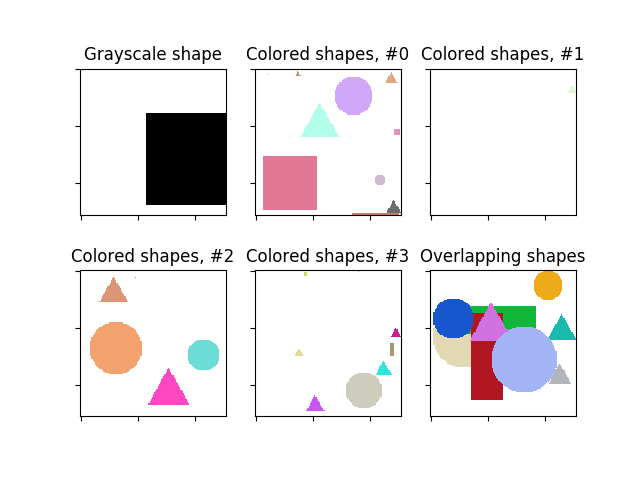 Grayscale shape
Colored shapes, #0
Colored shapes, #1
Colored shapes, #2
Colored shapes, #3
Overlapping shapes